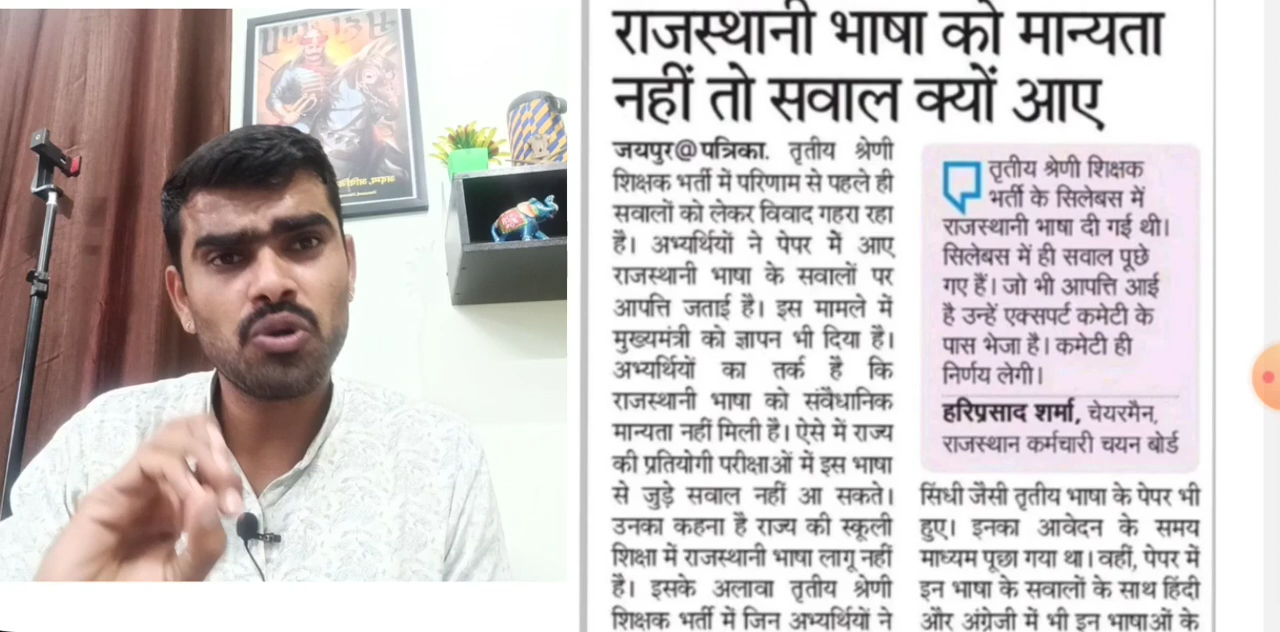 राजस्थानी भाषा को मान्यता
नहीं तो सवाल क्यों आए
जयपुर@पत्रिका. तृतीय श्रेणी
शिक्षक भर्ती में परिणाम से पहले ही
सवालों को लेकर विवाद गहरा रहा
है। अभ्यर्थियों ने पेपर में आए
राजस्थानी भाषा के सवालों पर
आपत्ति जताई है। इस मामले में
मुख्यमंत्री को ज्ञापन भी दिया है।
अभ्यर्थियों का तर्क है कि
राजस्थानी भाषा को संवैधानिक
मान्यता नहीं मिली है। ऐसे में राज्य
की प्रतियोगी परीक्षाओं में इस भाषा
से जुड़े सवाल नहीं आ सकते।
उनका कहना है राज्य की स्कूली
शिक्षा में राजस्थानी भाषा लागू नहीं
है। इसके अलावा तृतीय श्रेणी
शिक्षक भर्ती में जिन अभ्यर्थियों ने
तृतीय श्रेणी शिक्षक
भर्ती के सिलेबस में
राजस्थानी भाषा दी गई थी।
सिलेबस में ही सवाल पूछे
गए हैं। जो भी आपत्ति आई
है उन्हें एक्सपर्ट कमेटी के
पास भेजा है। कमेटी ही
निर्णय लेगी।
हरिप्रसाद शर्मा, चेयरमैन,
राजस्थान कर्मचारी चयन बोर्ड
सिंधी जैसी तृतीय भाषा के पेपर भी
हुए। इनका आवेदन के समय
माध्यम पूछा गया था। वहीं, पेपर में
इन भाषा के सवालों के साथ हिंदी
और अंग्रेजी में भी इन भाषाओं के